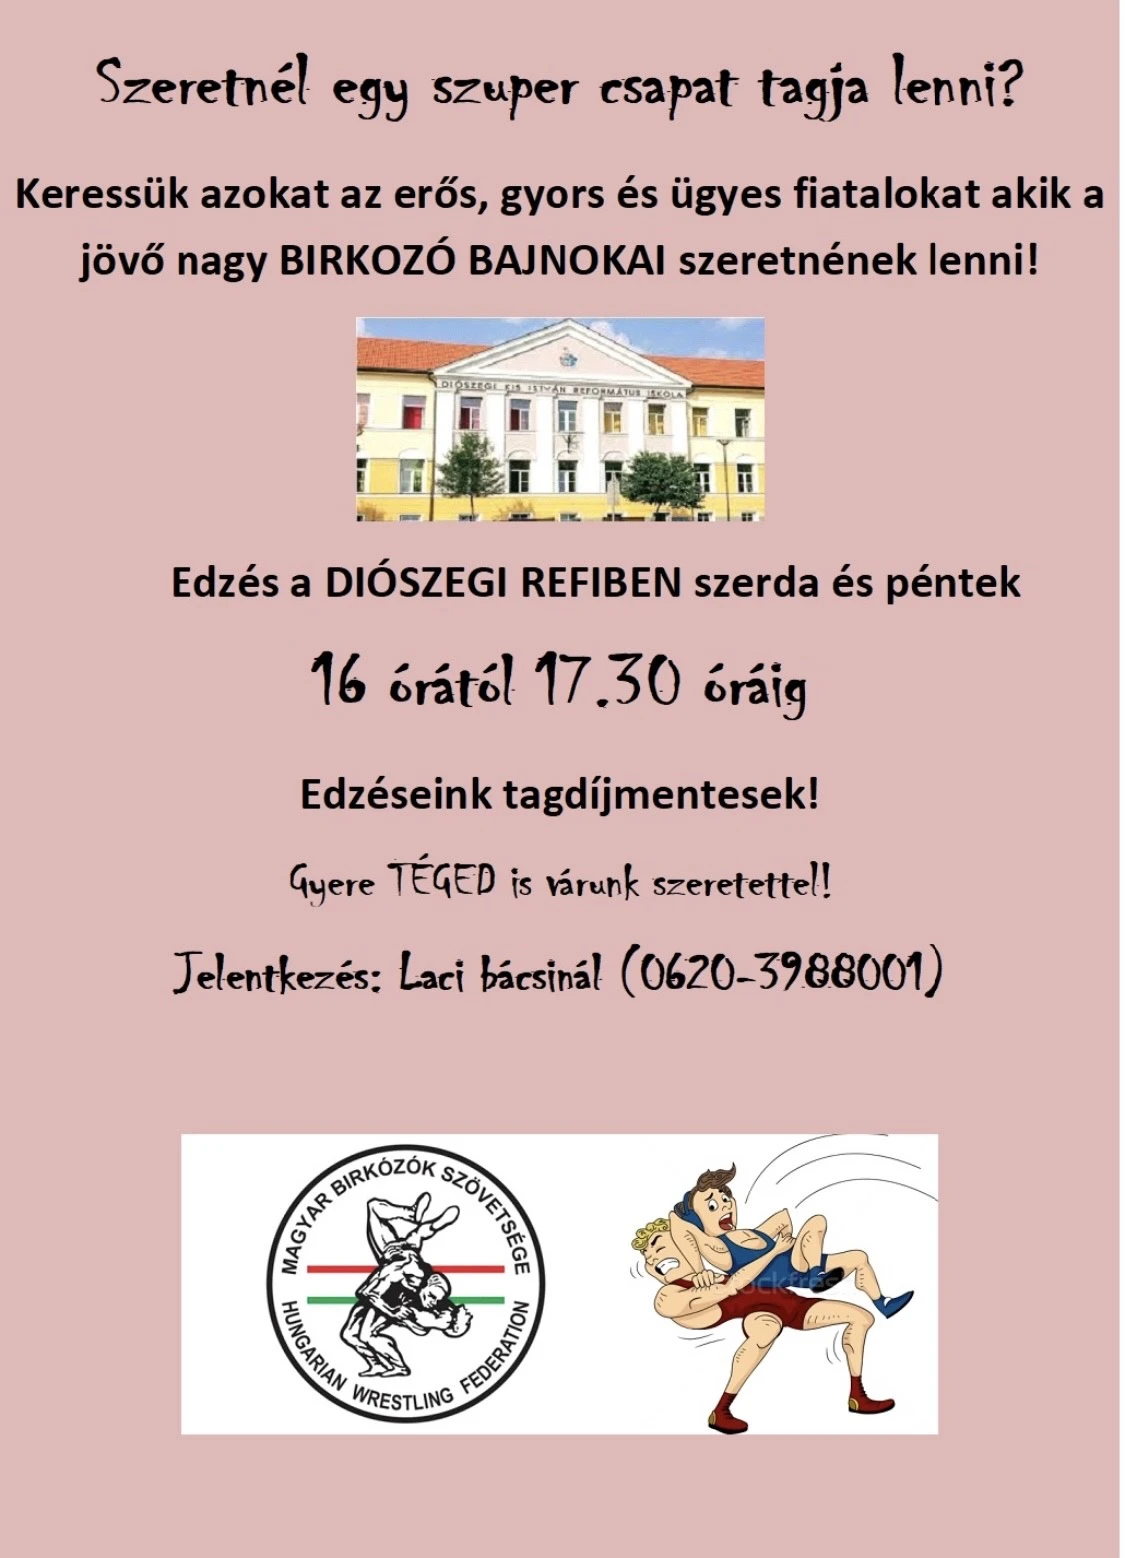 Szeretnél egy szuper csapat tagja lenni?
Keressük azokat az erős, gyors és ügyes fiatalokat akik a
jövő nagy BIRKOZÓ BAJNOKAI szeretnének lenni!
DIÓSZEGI KIS ISTVÁN REFORMÁTUS ISKOLA
Edzés a DIÓSZEGI REFIBEN szerda és péntek
16 órától 17.30 óráig
Edzéseink tagdíjmentesek!
Gyere TÉGED is várunk szeretettel!
Jelentkezés: Laci bácsinál (0620-3988001)
MAGYAR BIRKÓZÓK SZÖVETSÉGE
HUNGARIAN WRESTLING FEDERATION